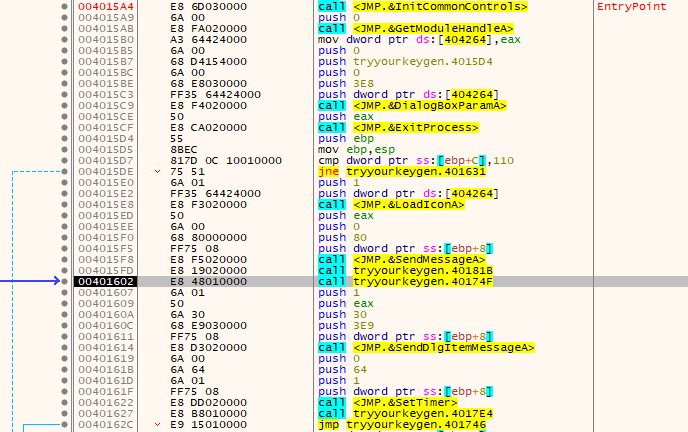 004015A4 E8 6D030000 call <JMP.&InitCommonControls> EntryPoint
004015A9 6A 00 push 0
004015AB E8 FA020000 call <JMP.&GetModuleHandleA>
004015B0 A3 64424000 mov dword ptr ds:[404264],eax
004015B5 6A 00 push 0
004015B7 68 D4154000 push tryyourkeygen.4015D4
004015BC 6A 00 push 0
004015BE 68 E8030000 push 3E8
004015C3 FF35 64424000 push dword ptr ds:[404264]
004015C9 E8 F4020000 call <JMP.&DialogBoxParamA>
004015CE 50 push eax
004015CF E8 CA020000 call <JMP.&ExitProcess>
004015D4 55 push ebp
004015D5 8BEC mov ebp,esp
004015D7 817D 0C 10010000 cmp dword ptr ss:[ebp+C],110
004015DE 75 51 jne tryyourkeygen.401631
004015E0 6A 01 push 1
004015E2 FF35 64424000 push dword ptr ds:[404264]
004015E8 E8 F3020000 call <JMP.&LoadIconA>
004015ED 50 push eax
004015EE 6A 00 push 0
004015F0 68 80000000 push 80
004015F5 FF75 08 push dword ptr ss:[ebp+8]
004015F8 E8 F5020000 call <JMP.&SendMessageA>
004015FD E8 19020000 call tryyourkeygen.40181B
00401602 E8 48010000 call tryyourkeygen.40174F
00401607 6A 01 push 1
00401609 50 push eax
0040160A 6A 30 push 30
0040160C 68 E9030000 push 3E9
00401611 FF75 08 push dword ptr ss:[ebp+8]
00401614 E8 D3020000 call <JMP.&SendDlgItemMessageA>
00401619 6A 00 push 0
0040161B 6A 64 push 64
0040161D 6A 01 push 1
0040161F FF75 08 push dword ptr ss:[ebp+8]
00401622 E8 DD020000 call <JMP.&SetTimer>
00401627 E8 B8010000 call tryyourkeygen.4017E4
0040162C E9 15010000 jmp tryyourkeygen.401746